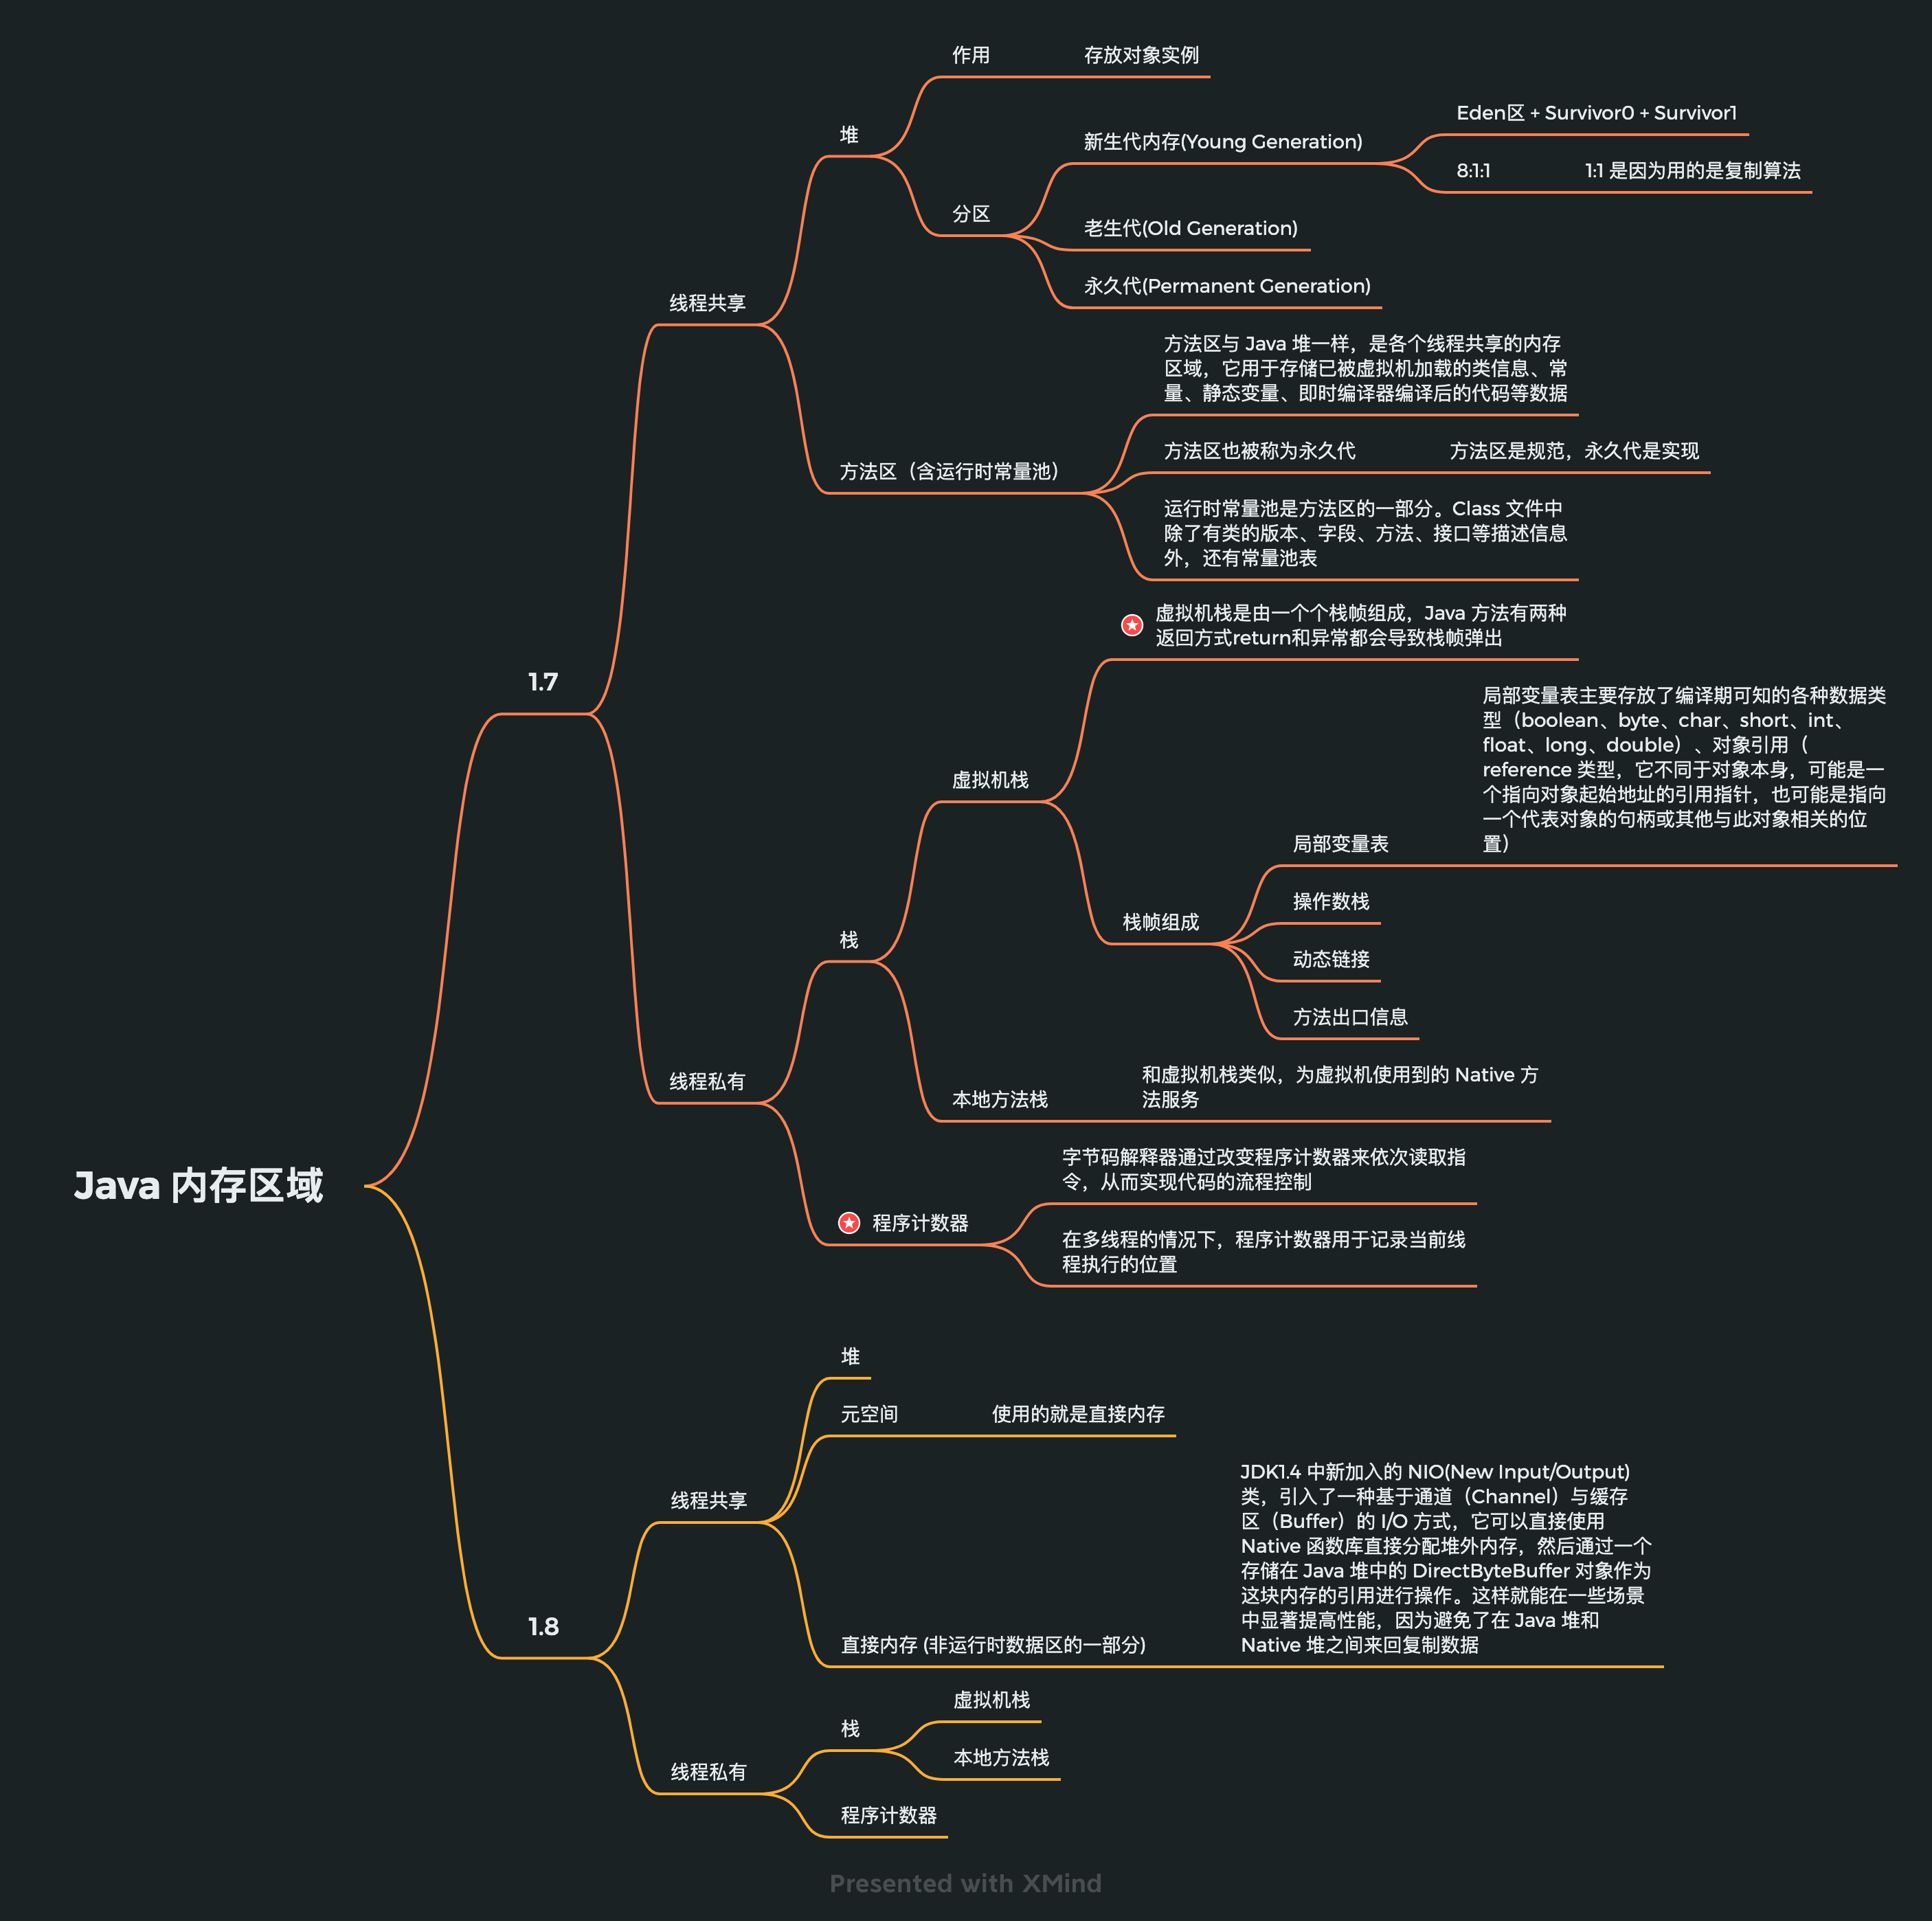 Java 内存区域
1.7
线程共享
堆
作用
存放对象实例
分区
新生代内存(Young Generation)
Eden区 + Survivor0 + Survivor1
8:1:1
1:1 是因为用的是复制算法
老生代(Old Generation)
永久代(Permanent Generation)
方法区（含运行时常量池）
方法区与 Java 堆一样，是各个线程共享的内存
区域，它用于存储已被虚拟机加载的类信息、常
量、静态变量、即时编译器编译后的代码等数据
方法区也被称为永久代
方法区是规范，永久代是实现
运行时常量池是方法区的一部分。Class 文件中
除了有类的版本、字段、方法、接口等描述信息
外，还有常量池表
线程私有
栈
虚拟机栈
虚拟机栈是由一个个栈帧组成，Java 方法有两种
返回方式return和异常都会导致栈帧弹出
栈帧组成
局部变量表
局部变量表主要存放了编译期可知的各种数据类
型（boolean、byte、char、short、int、
float、long、double）、对象引用（
reference 类型，它不同于对象本身，可能是一
个指向对象起始地址的引用指针，也可能是指向
一个代表对象的句柄或其他与此对象相关的位
置）
操作数栈
动态链接
方法出口信息
本地方法栈
和虚拟机栈类似，为虚拟机使用到的 Native 方
法服务
程序计数器
字节码解释器通过改变程序计数器来依次读取指
令，从而实现代码的流程控制
在多线程的情况下，程序计数器用于记录当前线
程执行的位置
1.8
线程共享
堆
元空间
使用的就是直接内存
直接内存 (非运行时数据区的一部分)
JDK1.4 中新加入的 NIO(New Input/Output)
类，引入了一种基于通道（Channel）与缓存
区（Buffer）的 I/O 方式，它可以直接使用
Native 函数库直接分配堆外内存，然后通过一个
存储在 Java 堆中的 DirectByteBuffer 对象作为
这块内存的引用进行操作。这样就能在一些场景
中显著提高性能，因为避免了在 Java 堆和
Native 堆之间来回复制数据
线程私有
栈
虚拟机栈
本地方法栈
程序计数器
Presented with XMind